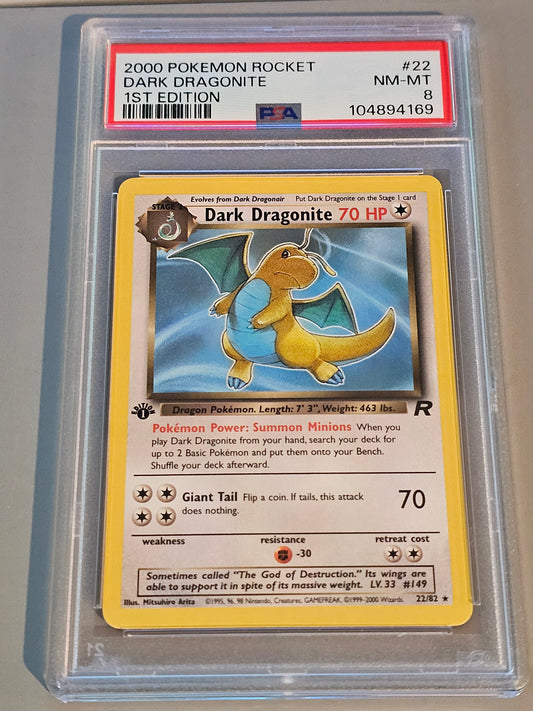 2000 POKEMON ROCKET #22
DARK DRAGONITE NM-MT
1ST EDITION 8
PSA 104894169
Evolves from Dark Dragonair Put Dark Dragonite on the Stage 1 card
STAGE 2
Dark Dragonite 70 HP
EDITION
1
Dragon Pokémon. Length: 7' 3", Weight: 463 lbs.
R
Pokémon Power: Summon Minions When you
play Dark Dragonite from your hand, search your deck for
up to 2 Basic Pokémon and put them onto your Bench.
Shuffle your deck afterward.
Giant Tail Flip a coin. If tails, this attack
does nothing.
70
weakness resistance retreat cost
-30
Sometimes called "The God of Destruction." Its wings are
able to support it in spite of its massive weight. LV. 33 #149
Illus. Mitsuhiro Arita ©1995, 96, 98 Nintendo, Creatures, GAMEFREAK. ©1999-2000 Wizards. 22/82 ★